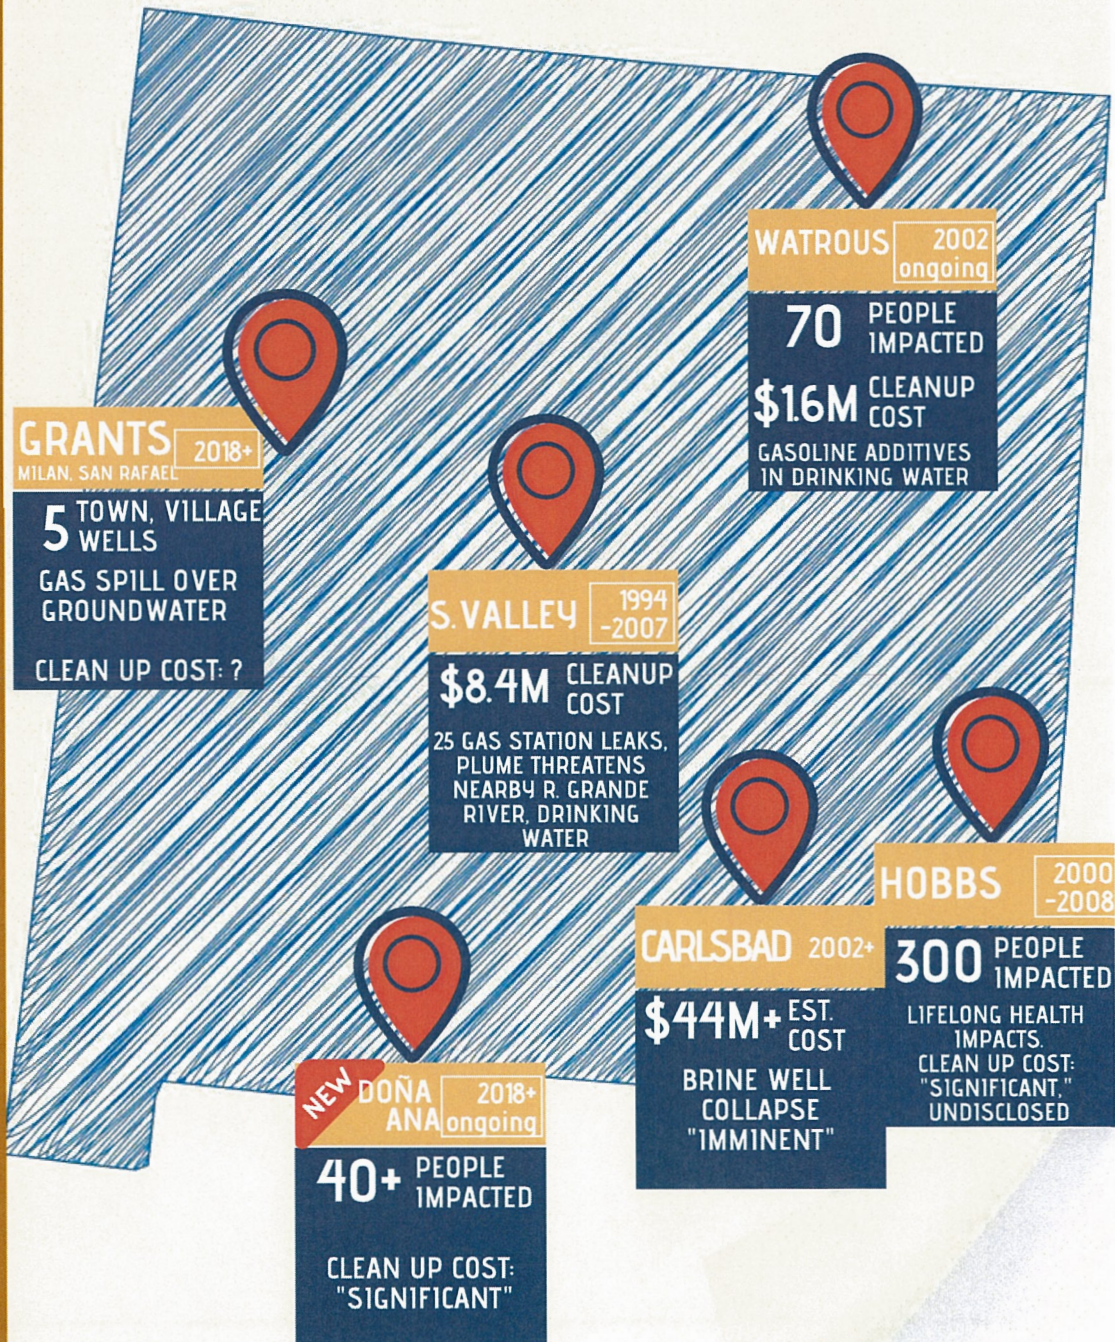 WATROUS
2002
ongoing
70 PEOPLE
IMPACTED
$1.6M CLEANUP
COST
GASOLINE ADDITIVES
IN DRINKING WATER
GRANTS
MILAN, SAN RAFAEL
2018+
5 TOWN, VILLAGE
WELLS
GAS SPILL OVER
GROUNDWATER
CLEAN UP COST: ?
S. VALLEY
1994
-2007
$8.4M CLEANUP
COST
25 GAS STATION LEAKS,
PLUME THREATENS
NEARBY R. GRANDE
RIVER, DRINKING
WATER
HOBBS
2000
-2008
300 PEOPLE
IMPACTED
LIFELONG HEALTH
IMPACTS.
CLEAN UP COST:
"SIGNIFICANT,"
UNDISCLOSED
CARLSBAD 2002+
$44M+ EST.
COST
BRINE WELL
COLLAPSE
"IMMINENT"
NEW
DOÑA
ANA
2018+
ongoing
40+ PEOPLE
IMPACTED
CLEAN UP COST:
"SIGNIFICANT"